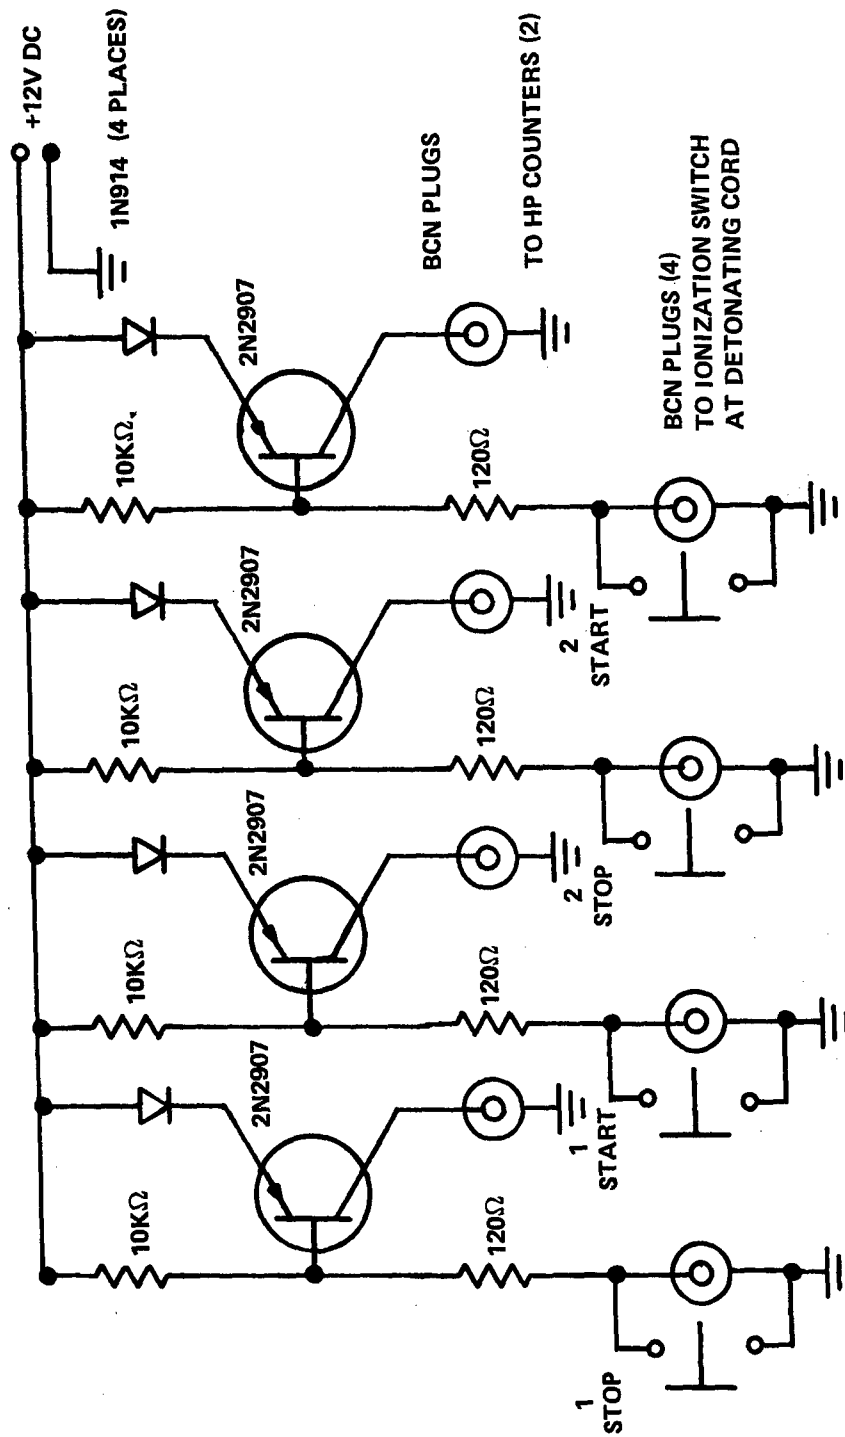 +12V DC
1N914 (4 PLACES)
10KΩ
2N2907
10KΩ
2N2907
10KΩ
2N2907
10KΩ.
2N2907
BCN PLUGS
TO HP COUNTERS (2)
120Ω
120Ω
120Ω
120Ω
1
STOP
1
START
2
STOP
2
START
BCN PLUGS (4)
TO IONIZATION SWITCH
AT DETONATING CORD